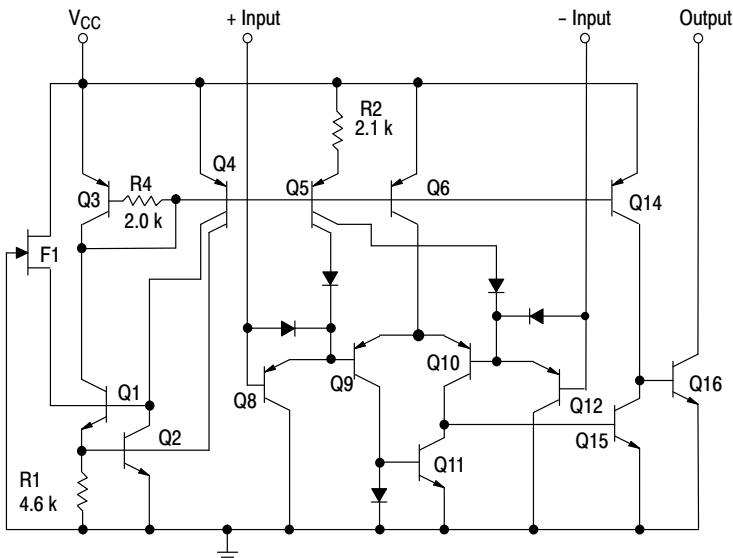 VCC
+ Input
– Input
Output
R2
2.1 k
Q4
Q3
R4
2.0 k
Q5
Q6
Q14
F1
Q1
Q2
Q8
Q9
Q10
Q12
Q16
Q15
Q11
R1
4.6 k